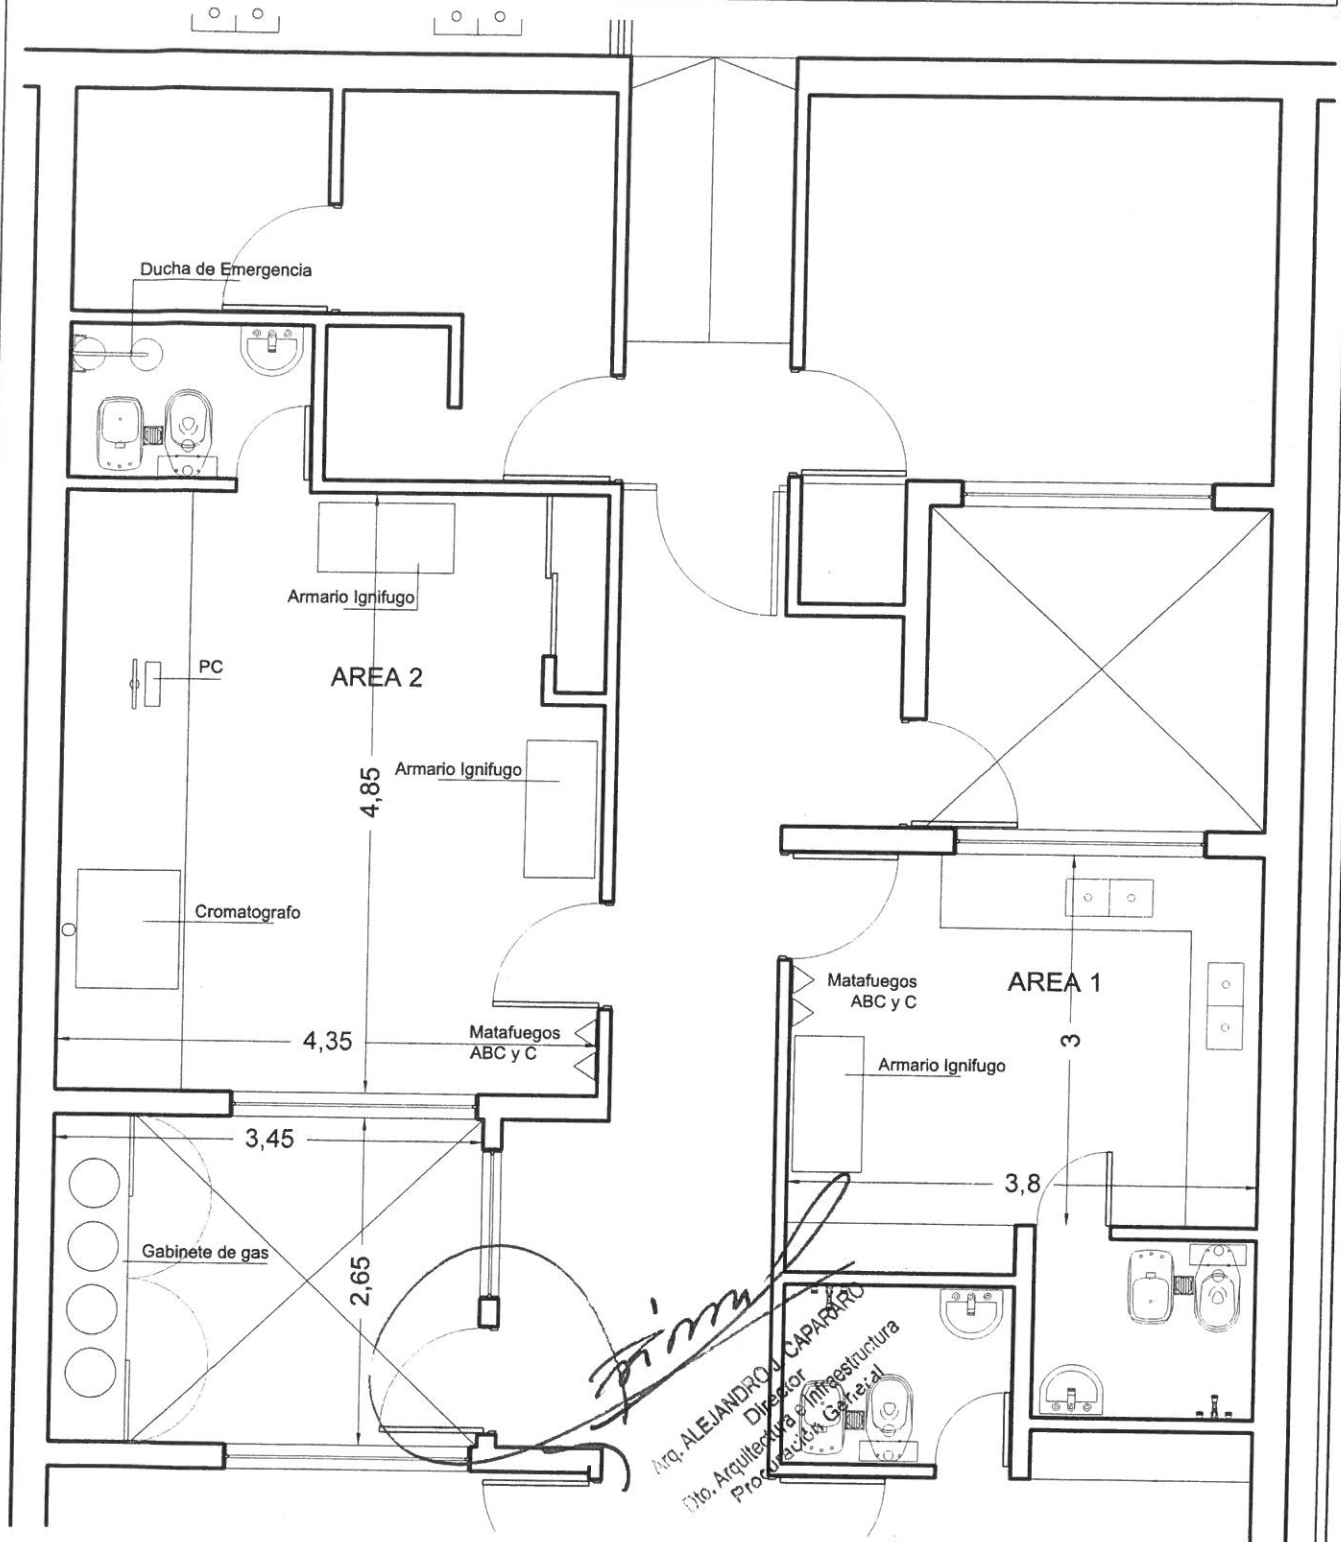 Ducha de Emergencia
Armario Ignifugo
PC
AREA 2
4,85
Armario Ignifugo
Cromatografo
4,35
Matafuegos
ABC y C
3,45
Gabinete de gas
2,65
Matafuegos
ABC y C
AREA 1
3
Armario Ignifugo
3,8
Arq. ALEJANDRO J. CAPARARO
Director
Dto. Arquitectura e Infraestructura
Procuración General